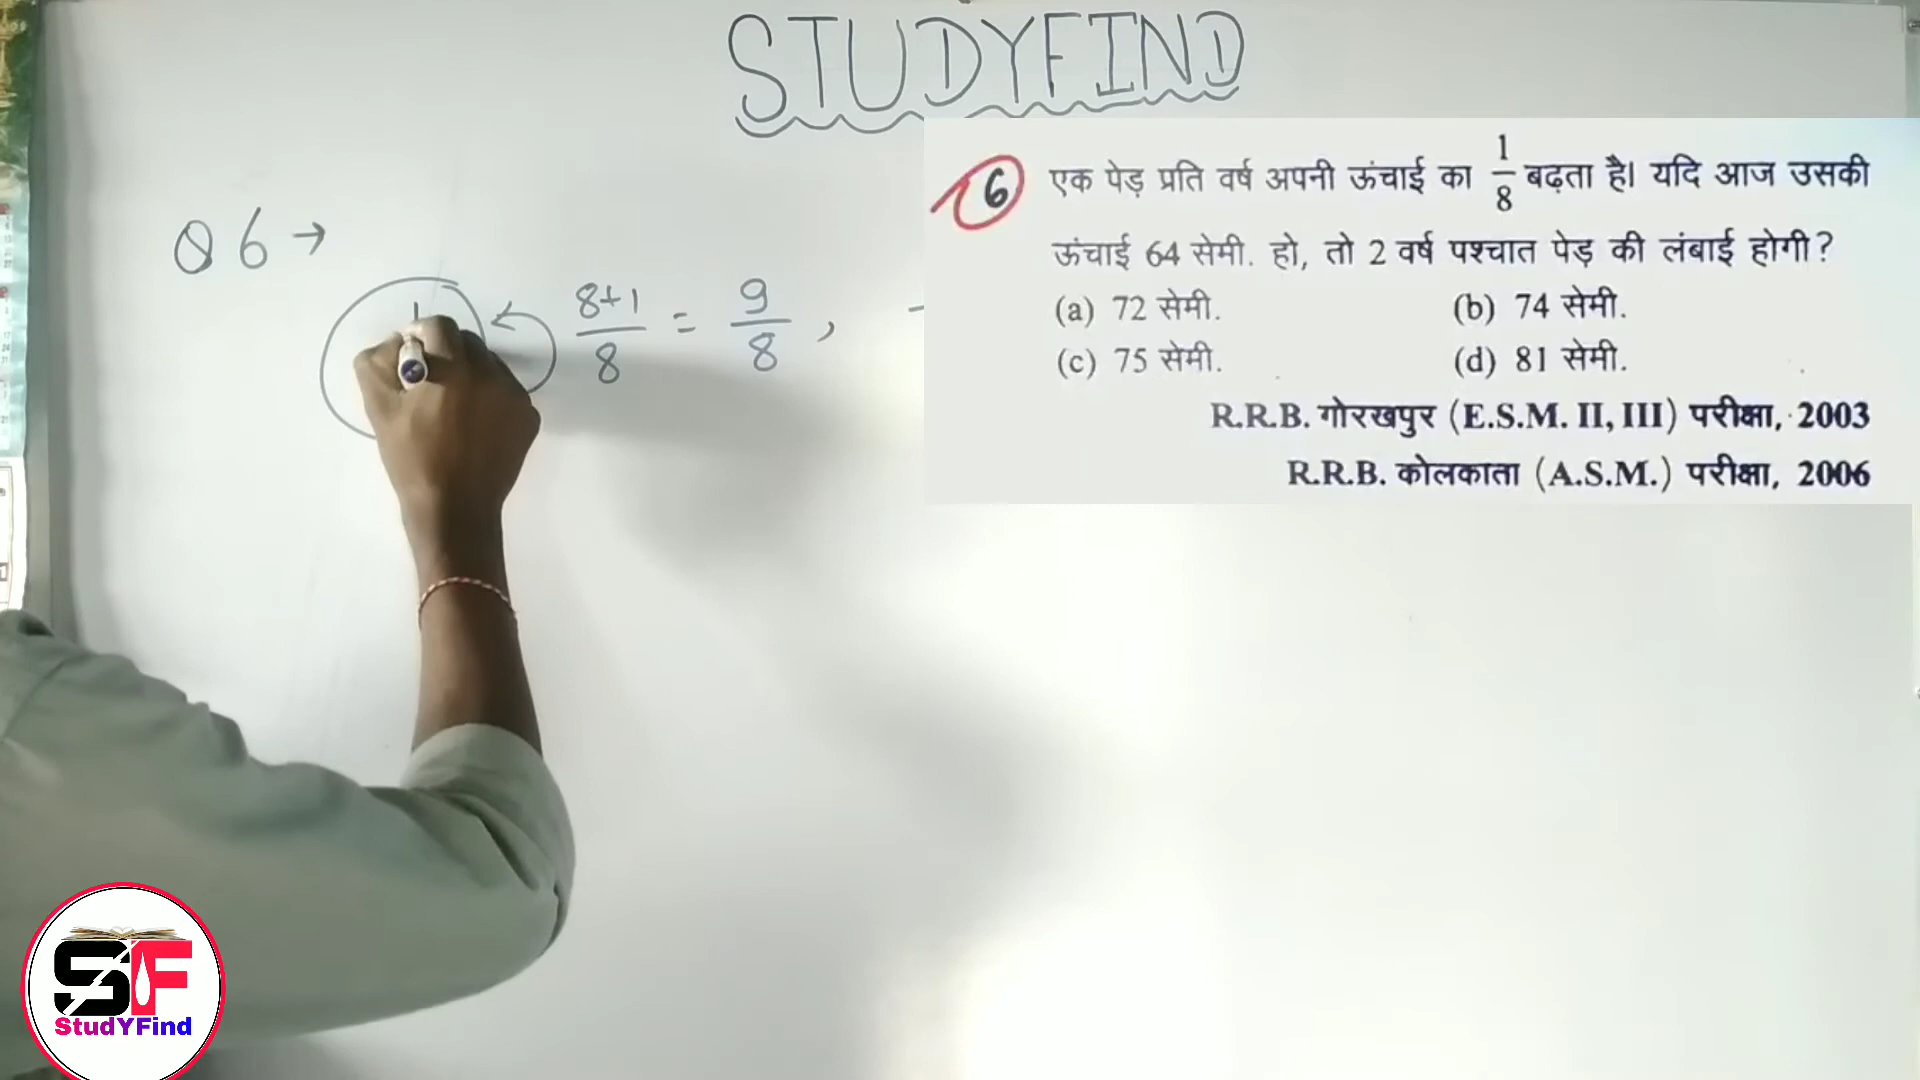 STUDYFIND
6 एक पेड़ प्रति वर्ष अपनी ऊंचाई का 1/8 बढ़ता है। यदि आज उसकी
ऊंचाई 64 सेमी. हो, तो 2 वर्ष पश्चात पेड़ की लंबाई होगी?
(a) 72 सेमी. (b) 74 सेमी.
(c) 75 सेमी. (d) 81 सेमी.
R.R.B. गोरखपुर (E.S.M. II, III) परीक्षा, 2003
R.R.B. कोलकाता (A.S.M.) परीक्षा, 2006
Q 6 →
8+1/8 = 9/8 ,
SF
StudYFind